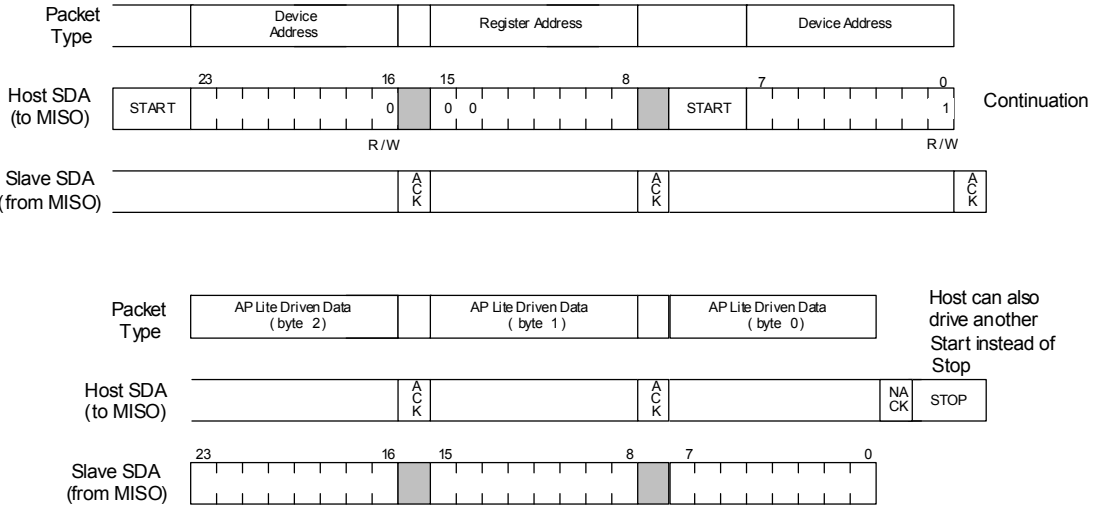 Packet
Type
Device
Address
Register Address
Device Address
23 16 15 8 7 0
Host SDA
(to MISO)
START 0 0 0 START 1
Continuation
R/W R/W
Slave SDA
(from MISO)
ACK ACK ACK
Packet
Type
AP Lite Driven Data
( byte 2)
AP Lite Driven Data
( byte 1)
AP Lite Driven Data
( byte 0)
Host can also
drive another
Start instead of
Stop
Host SDA
(to MISO)
ACK ACK NACK STOP
23 16 15 8 7 0
Slave SDA
(from MISO)